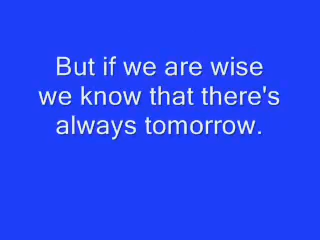 But if we are wise
we know that there's
always tomorrow.